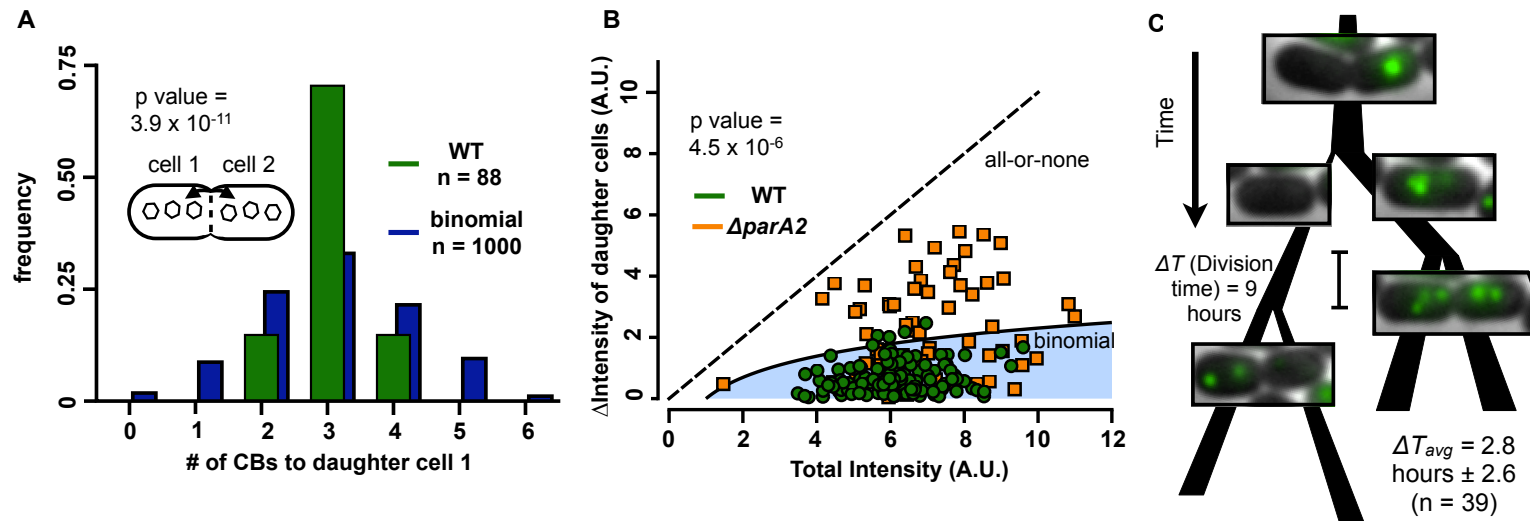 A
0.75
0.50
0.25
0
frequency
p value =
3.9 x 10-11
cell 1 cell 2
WT
n = 88
binomial
n = 1000
0 1 2 3 4 5 6
# of CBs to daughter cell 1
B
10
8
6
4
2
0
ΔIntensity of daughter cells (A.U.)
p value =
4.5 x 10-6
WT
ΔparA2
all-or-none
binomial
0 2 4 6 8 10 12
Total Intensity (A.U.)
C
Time
ΔT (Division
time) = 9
hours
ΔTavg = 2.8
hours ± 2.6
(n = 39)